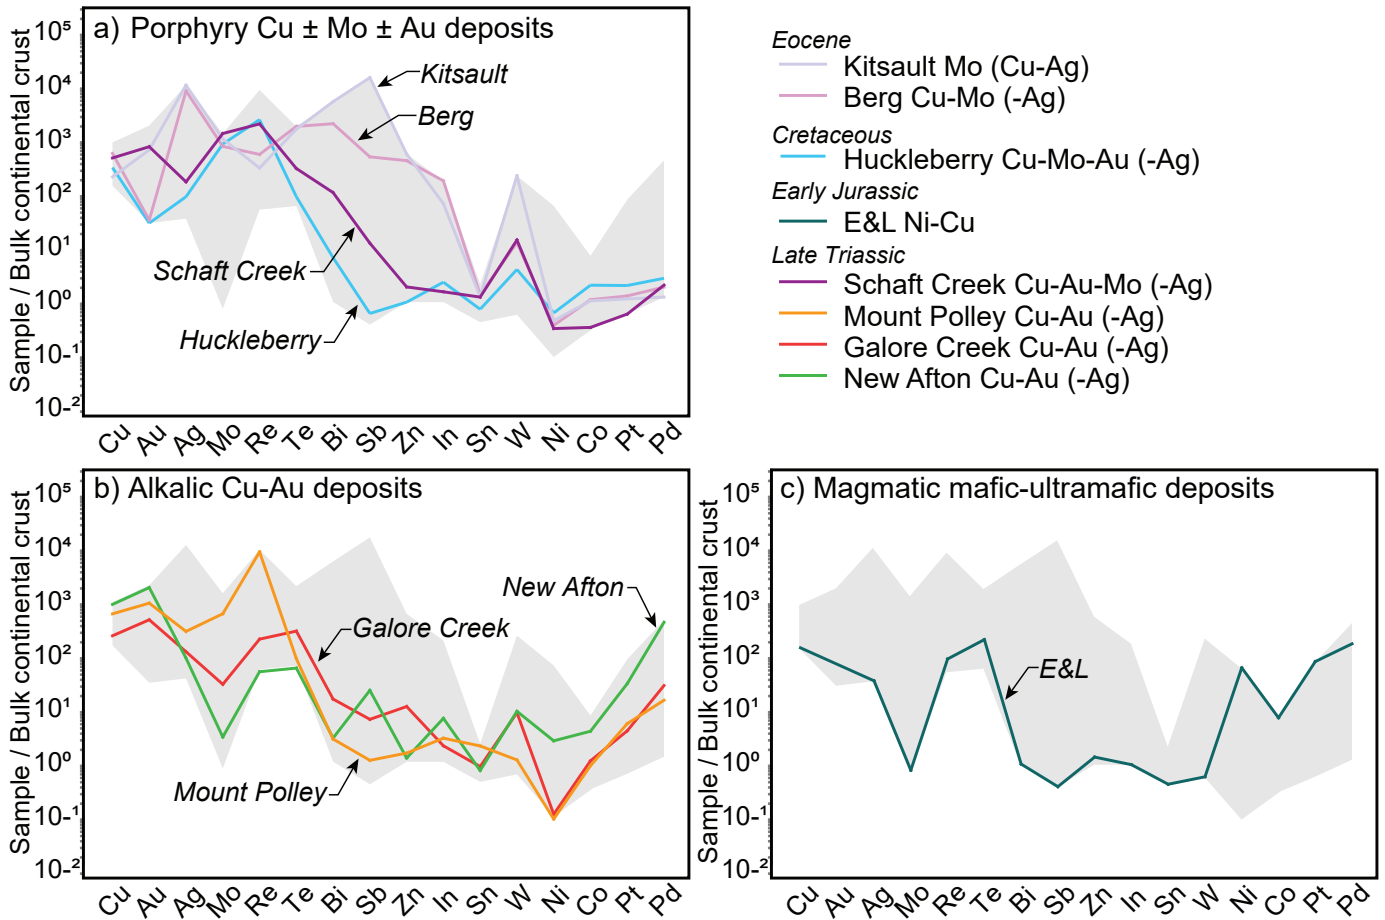 a) Porphyry Cu ± Mo ± Au deposits
Sample / Bulk continental crust
10⁵
10⁴
10³
10²
10¹
10⁰
10-¹
10-²
Kitsault
Berg
Schaft Creek
Huckleberry
Cu Au Ag Mo Re Te Bi Sb Zn In Sn W Ni Co Pt Pd
Eocene
Kitsault Mo (Cu-Ag)
Berg Cu-Mo (-Ag)
Cretaceous
Huckleberry Cu-Mo-Au (-Ag)
Early Jurassic
E&L Ni-Cu
Late Triassic
Schaft Creek Cu-Au-Mo (-Ag)
Mount Polley Cu-Au (-Ag)
Galore Creek Cu-Au (-Ag)
New Afton Cu-Au (-Ag)
b) Alkalic Cu-Au deposits
Sample / Bulk continental crust
10⁵
10⁴
10³
10²
10¹
10⁰
10-¹
10-²
New Afton
Galore Creek
Mount Polley
Cu Au Ag Mo Re Te Bi Sb Zn In Sn W Ni Co Pt Pd
c) Magmatic mafic-ultramafic deposits
Sample / Bulk continental crust
10⁵
10⁴
10³
10²
10¹
10⁰
10-¹
10-²
E&L
Cu Au Ag Mo Re Te Bi Sb Zn In Sn W Ni Co Pt Pd